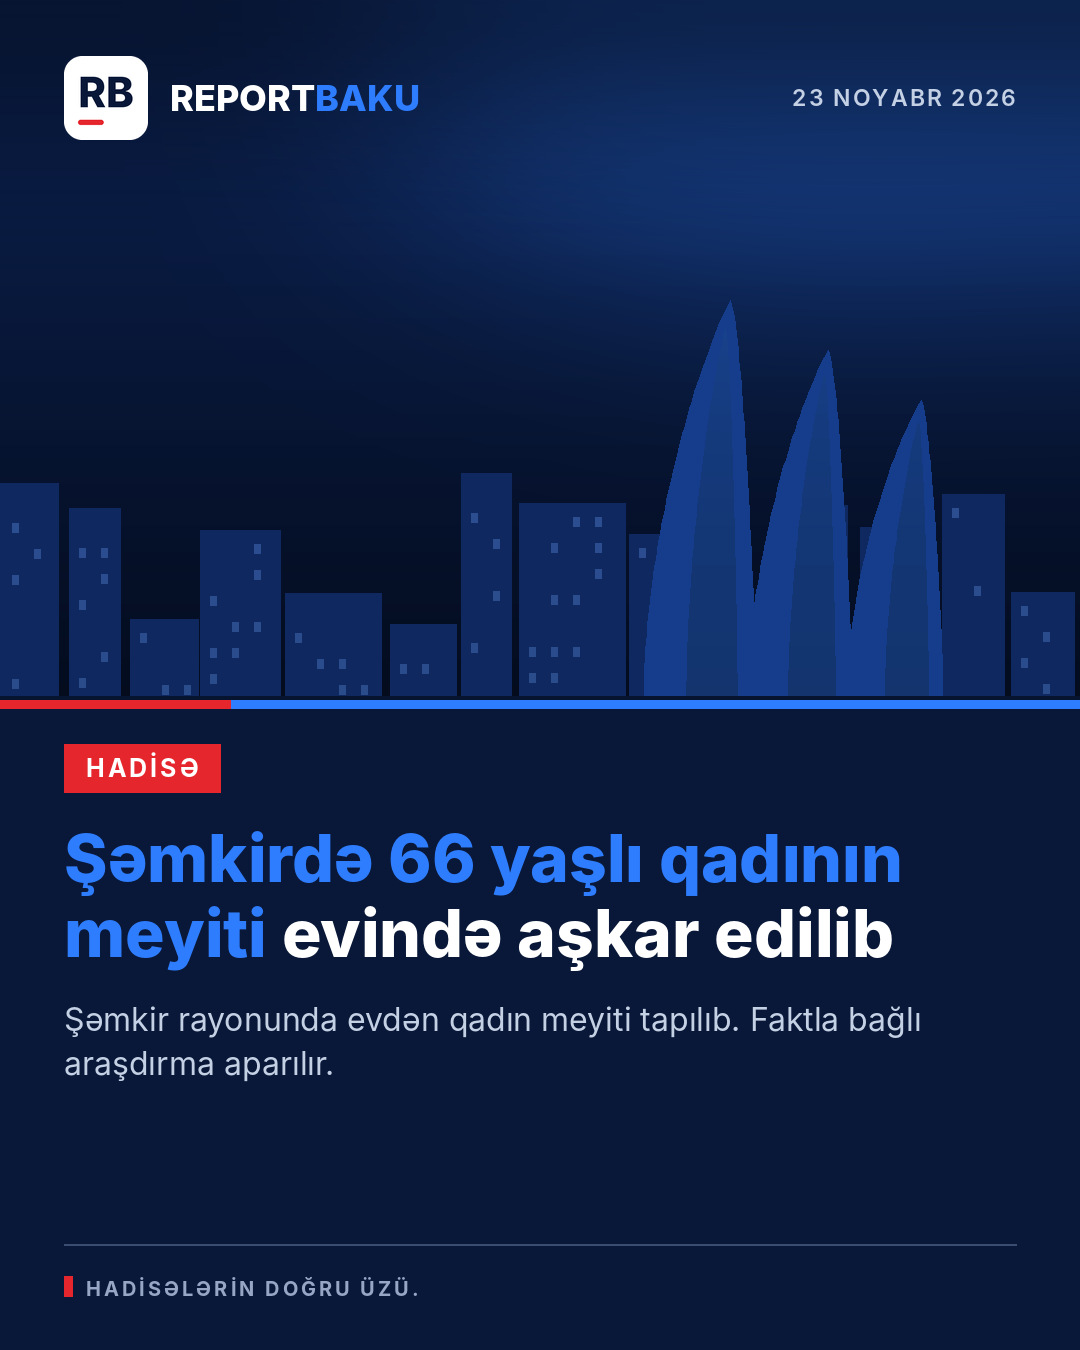 RB
REPORTBAKU
23 NOYABR 2026
HADİSƏ
Şəmkirdə 66 yaşlı qadının
meyiti evində aşkar edilib
Şəmkir rayonunda evdən qadın meyiti tapılıb. Faktla bağlı
araşdırma aparılır.
HADİSƏLƏRİN DOĞRU ÜZÜ.